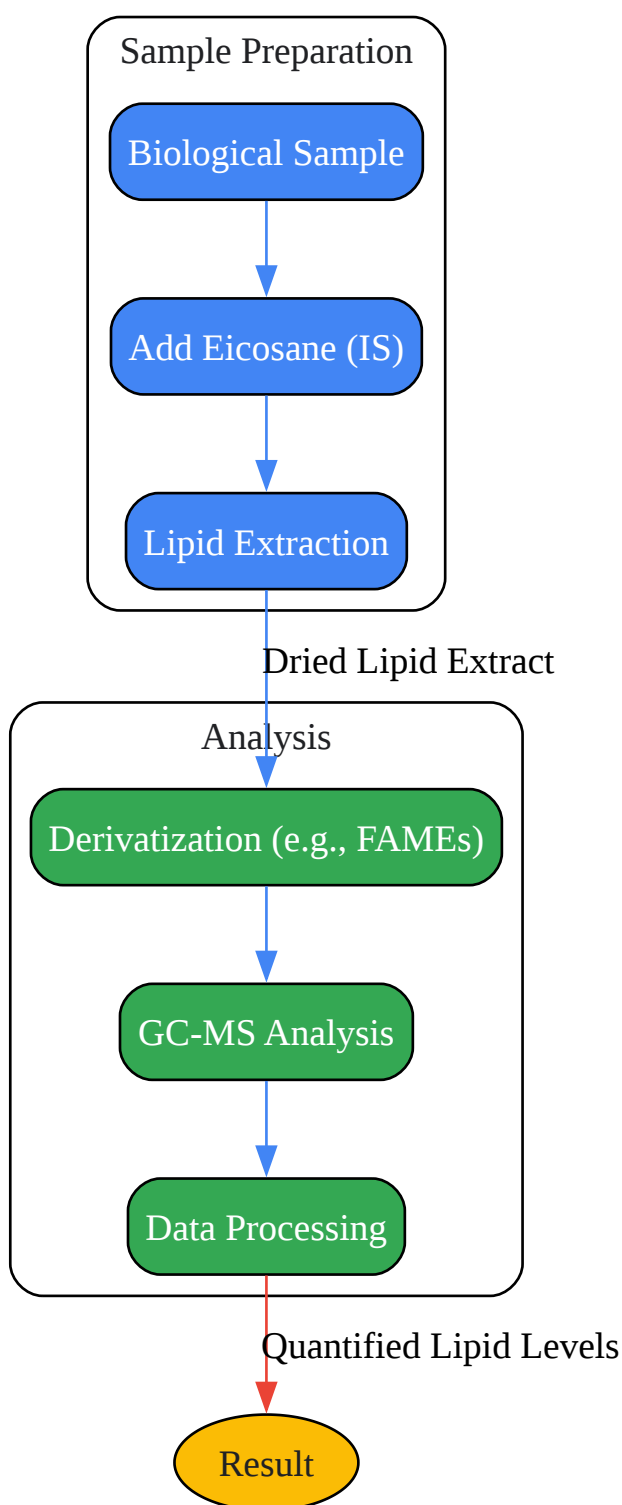 Sample Preparation
Biological Sample
Add Eicosane (IS)
Lipid Extraction
Dried Lipid Extract
Analysis
Derivatization (e.g., FAMEs)
GC-MS Analysis
Data Processing
Quantified Lipid Levels
Result